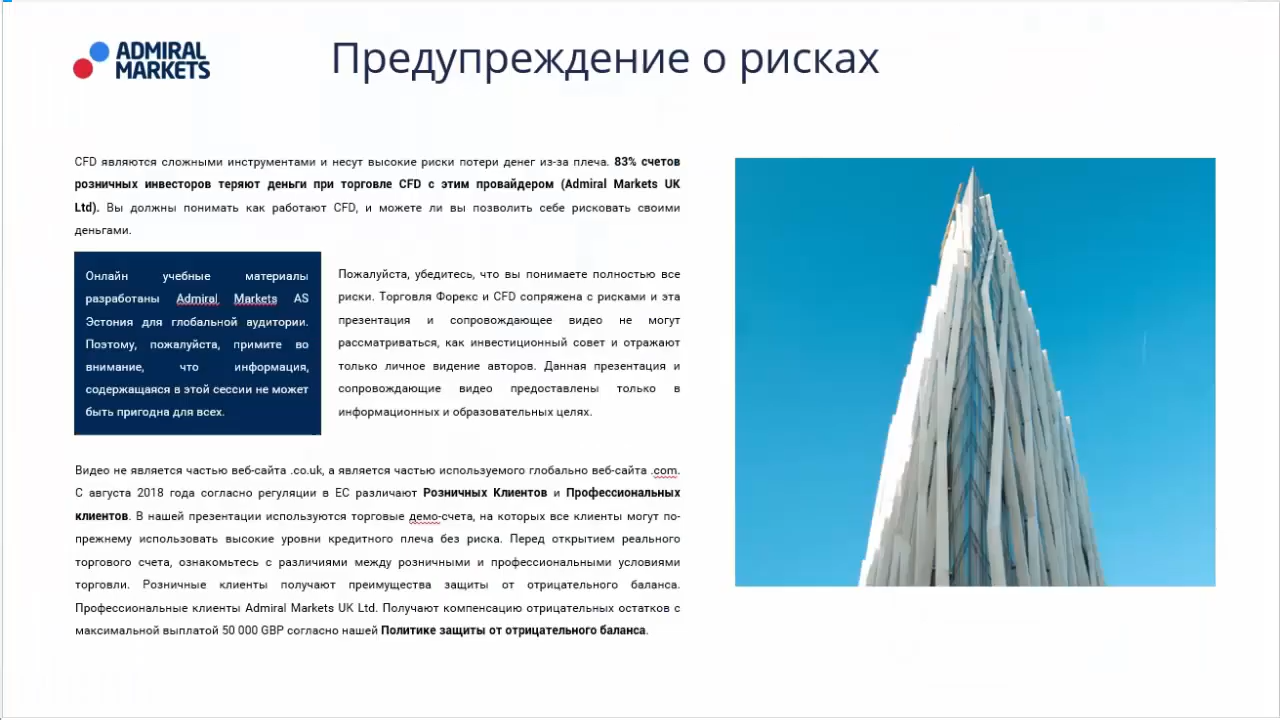 ADMIRAL
MARKETS
Предупреждение о рисках
CFD являются сложными инструментами и несут высокие риски потери денег из-за плеча. 83% счетов
розничных инвесторов теряют деньги при торговле CFD с этим провайдером (Admiral Markets UK
Ltd). Вы должны понимать как работают CFD, и можете ли вы позволить себе рисковать своими
деньгами.
Онлайн учебные материалы
разработаны Admiral Markets AS
Эстония для глобальной аудитории.
Поэтому, пожалуйста, примите во
внимание, что информация,
содержащаяся в этой сессии не может
быть пригодна для всех.
Пожалуйста, убедитесь, что вы понимаете полностью все
риски. Торговля Форекс и CFD сопряжена с рисками и эта
презентация и сопровождающее видео не могут
рассматриваться, как инвестиционный совет и отражают
только личное видение авторов. Данная презентация и
сопровождающие видео предоставлены только в
информационных и образовательных целях.
Видео не является частью веб-сайта .co.uk, а является частью используемого глобально веб-сайта .com.
С августа 2018 года согласно регуляции в ЕС различают Розничных Клиентов и Профессиональных
клиентов. В нашей презентации используются торговые демо-счета, на которых все клиенты могут по-
прежнему использовать высокие уровни кредитного плеча без риска. Перед открытием реального
торгового счета, ознакомьтесь с различиями между розничными и профессиональными условиями
торговли. Розничные клиенты получают преимущества защиты от отрицательного баланса.
Профессиональные клиенты Admiral Markets UK Ltd. Получают компенсацию отрицательных остатков с
максимальной выплатой 50 000 GBP согласно нашей Политике защиты от отрицательного баланса.